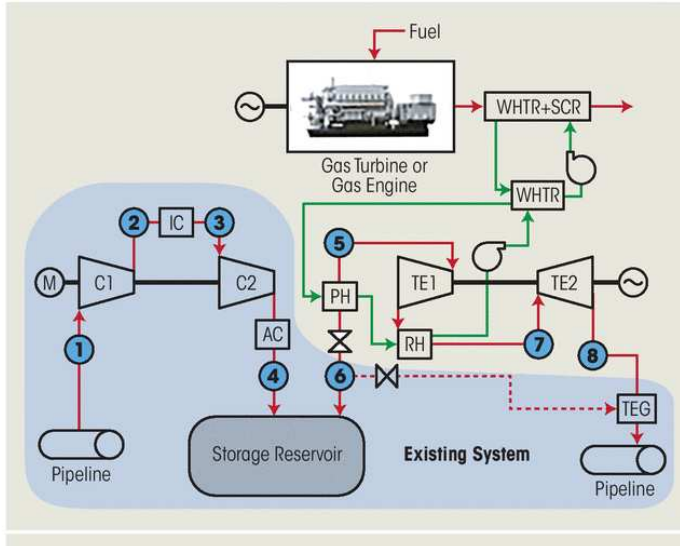 Fuel
WHTR+SCR
Gas Turbine or
Gas Engine
WHTR
2
IC
3
5
M
C1
C2
PH
TE1
TE2
AC
RH
7
8
1
4
6
TEG
Pipeline
Storage Reservoir
Existing System
Pipeline